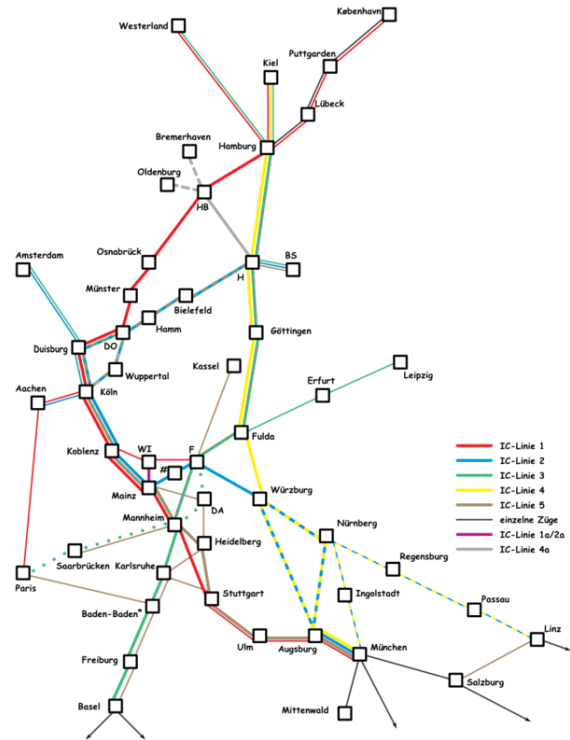 København
Westerland
Puttgarden
Kiel
Lübeck
Bremerhaven
Hamburg
Oldenburg
HB
Osnabrück
Amsterdam
H
BS
Münster
Bielefeld
Hamm
Göttingen
DO
Duisburg
Kassel
Leipzig
Wuppertal
Erfurt
Aachen
Köln
Fulda
Koblenz
WI
F
IC-Linie 1
#
IC-Linie 2
Mainz
Würzburg
IC-Linie 3
DA
IC-Linie 4
Mannheim
IC-Linie 5
Nürnberg
einzelne Züge
Heidelberg
IC-Linie 1a/2a
Saarbrücken
Karlsruhe
Regensburg
IC-Linie 4a
Paris
Stuttgart
Ingolstadt
Passau
Baden-Baden*
Linz
Ulm
Augsburg
München
Freiburg
Salzburg
Basel
Mittenwald